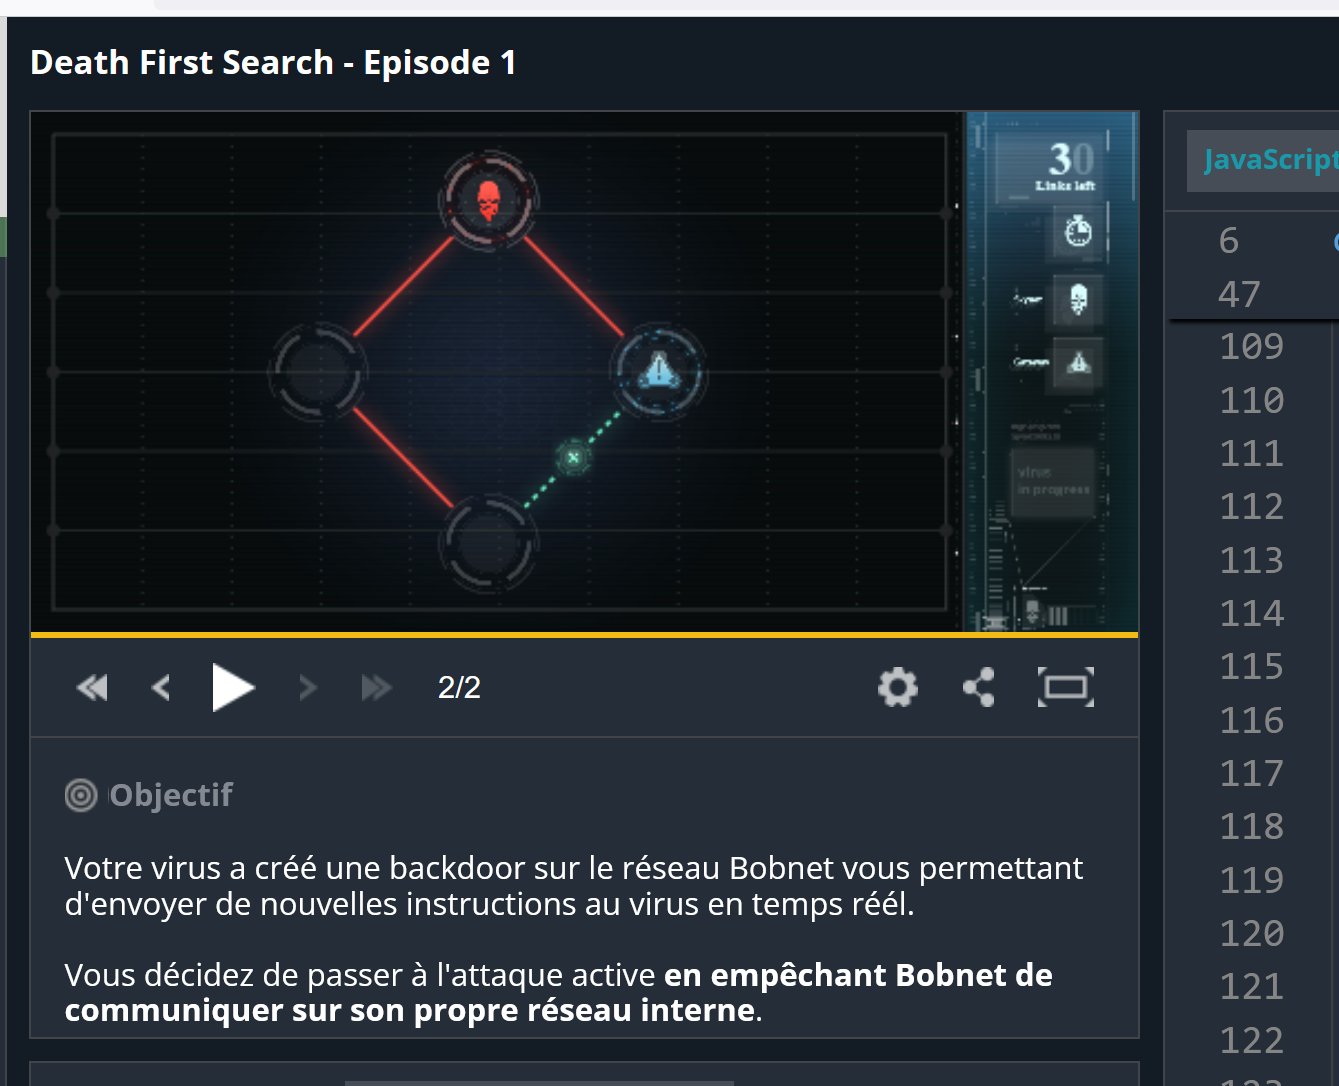 Death First Search - Episode 1
30
Links left
virus
in progress
2/2
Objectif
Votre virus a créé une backdoor sur le réseau Bobnet vous permettant
d'envoyer de nouvelles instructions au virus en temps réél.
Vous décidez de passer à l'attaque active en empêchant Bobnet de
communiquer sur son propre réseau interne.
JavaScript
6
47
109
110
111
112
113
114
115
116
117
118
119
120
121
122